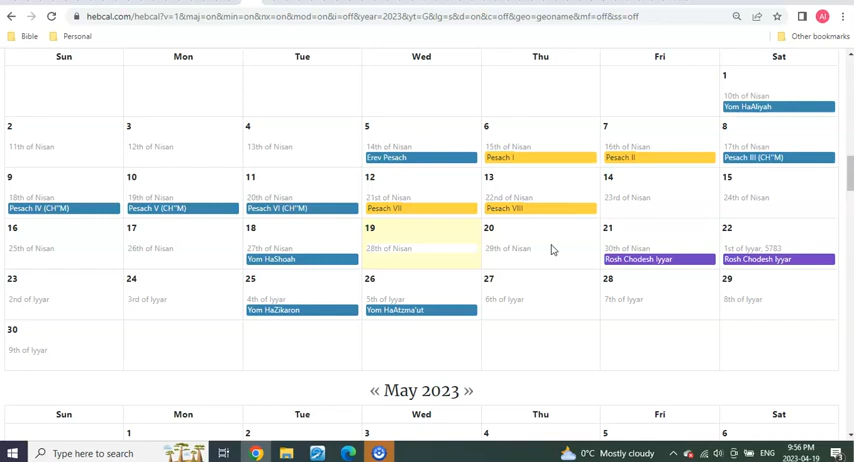 hebcal.com/hebcal?v=1&maj=on&min=on&nx=on&mod=on&i=off&year=2023&yt=G&lg=s&d=on&c=off&geo=geoname&mf=off&ss=off
AI
Bible Personal Other bookmarks
Sun Mon Tue Wed Thu Fri Sat
1
10th of Nisan
Yom HaAliyah
2 3 4 5 6 7 8
11th of Nisan 12th of Nisan 13th of Nisan 14th of Nisan 15th of Nisan 16th of Nisan 17th of Nisan
Erev Pesach Pesach I Pesach II Pesach III (CH''M)
9 10 11 12 13 14 15
18th of Nisan 19th of Nisan 20th of Nisan 21st of Nisan 22nd of Nisan 23rd of Nisan 24th of Nisan
Pesach IV (CH''M) Pesach V (CH''M) Pesach VI (CH''M) Pesach VII Pesach VIII
16 17 18 19 20 21 22
25th of Nisan 26th of Nisan 27th of Nisan 28th of Nisan 29th of Nisan 30th of Nisan 1st of Iyyar, 5783
Yom HaShoah Rosh Chodesh Iyyar Rosh Chodesh Iyyar
23 24 25 26 27 28 29
2nd of Iyyar 3rd of Iyyar 4th of Iyyar 5th of Iyyar 6th of Iyyar 7th of Iyyar 8th of Iyyar
Yom HaZikaron Yom HaAtzma'ut
30
9th of Iyyar
« May 2023 »
Sun Mon Tue Wed Thu Fri Sat
1 2 3 4 5 6
Type here to search 0°C Mostly cloudy ENG 9:56 PM
2023-04-19 3